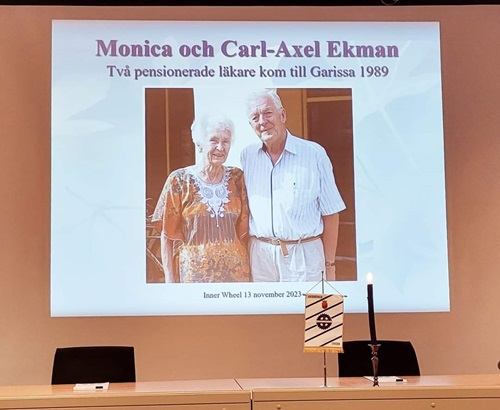 Monica och Carl-Axel Ekman
Två pensionerade läkare kom till Garissa 1989
Inner Wheel 13 november 2023